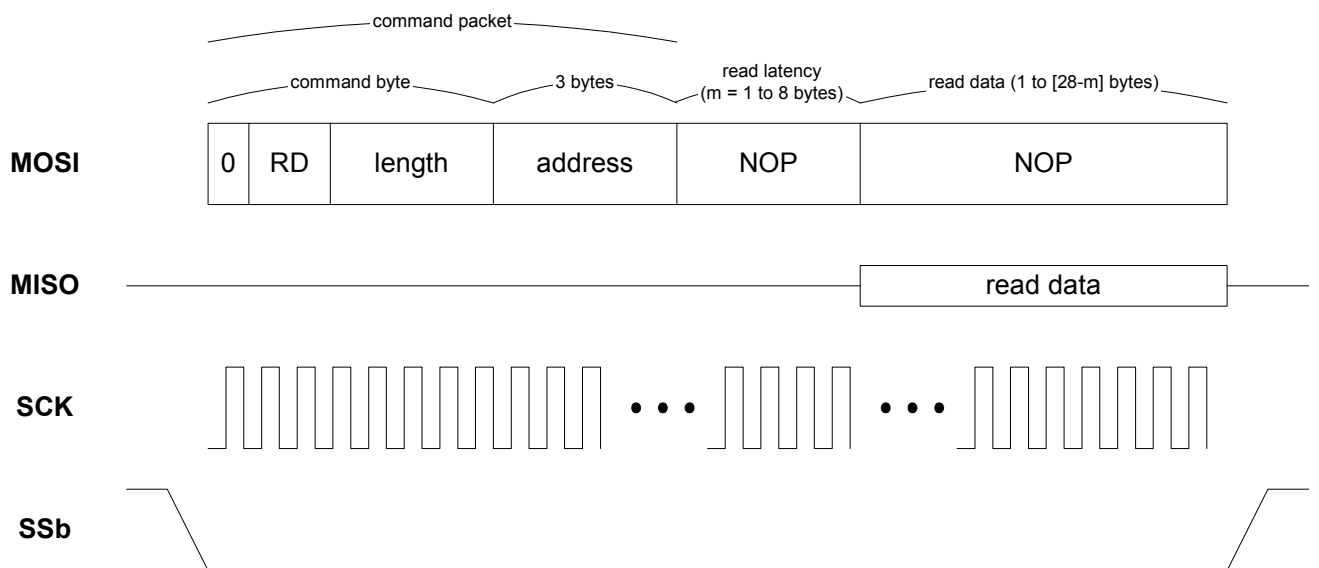 command packet
command byte
3 bytes
read latency
(m = 1 to 8 bytes)
read data (1 to [28-m] bytes)
MOSI
0
RD
length
address
NOP
NOP
MISO
read data
SCK
SSb